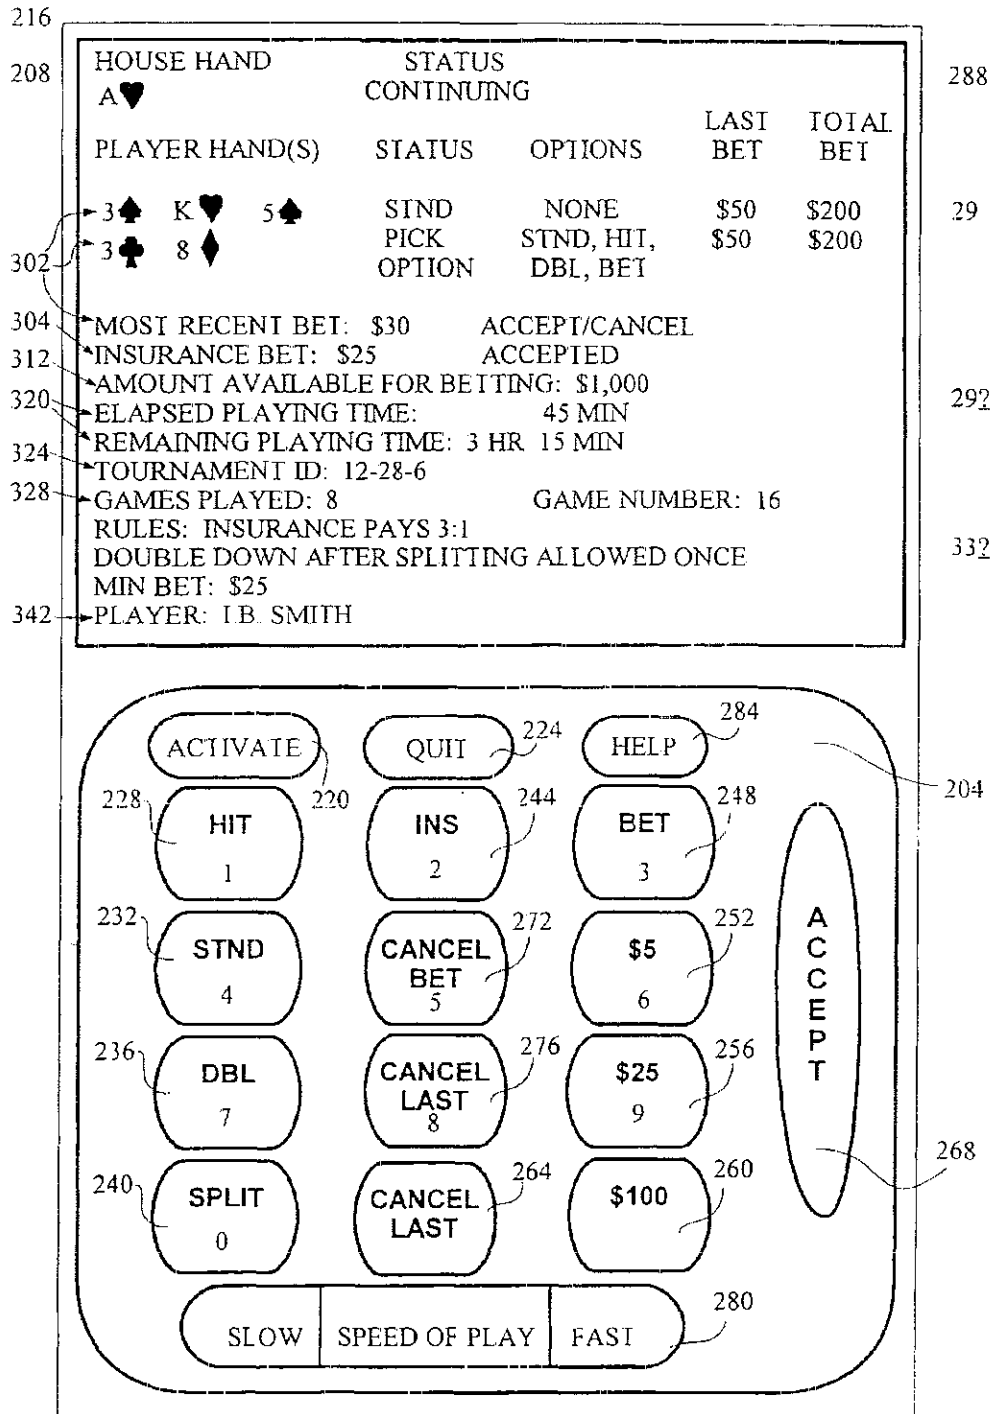 216
208
HOUSE HAND STATUS
A♥ CONTINUING
288
LAST TOTAL
PLAYER HAND(S) STATUS OPTIONS BET BET
3♠ K♥ 5♠ STND NONE $50 $200
29
3♣ 8♦ PICK STND, HIT, $50 $200
OPTION DBL, BET
302
304
MOST RECENT BET: $30 ACCEPT/CANCEL
INSURANCE BET: $25 ACCEPTED
312
AMOUNT AVAILABLE FOR BETTING: $1,000
320
ELAPSED PLAYING TIME: 45 MIN
292
REMAINING PLAYING TIME: 3 HR 15 MIN
324
TOURNAMENT ID: 12-28-6
328
GAMES PLAYED: 8 GAME NUMBER: 16
RULES: INSURANCE PAYS 3:1
332
DOUBLE DOWN AFTER SPLITTING ALLOWED ONCE
MIN BET: $25
342
PLAYER: I.B. SMITH
ACTIVATE
220
QUIT
224
HELP
284
204
228
HIT
1
INS
2
244
BET
3
248
232
STND
4
CANCEL
BET
5
272
$5
6
252
ACCEPT
236
DBL
7
CANCEL
LAST
8
276
$25
9
256
268
240
SPLIT
0
CANCEL
LAST
264
$100
260
SLOW SPEED OF PLAY FAST
280